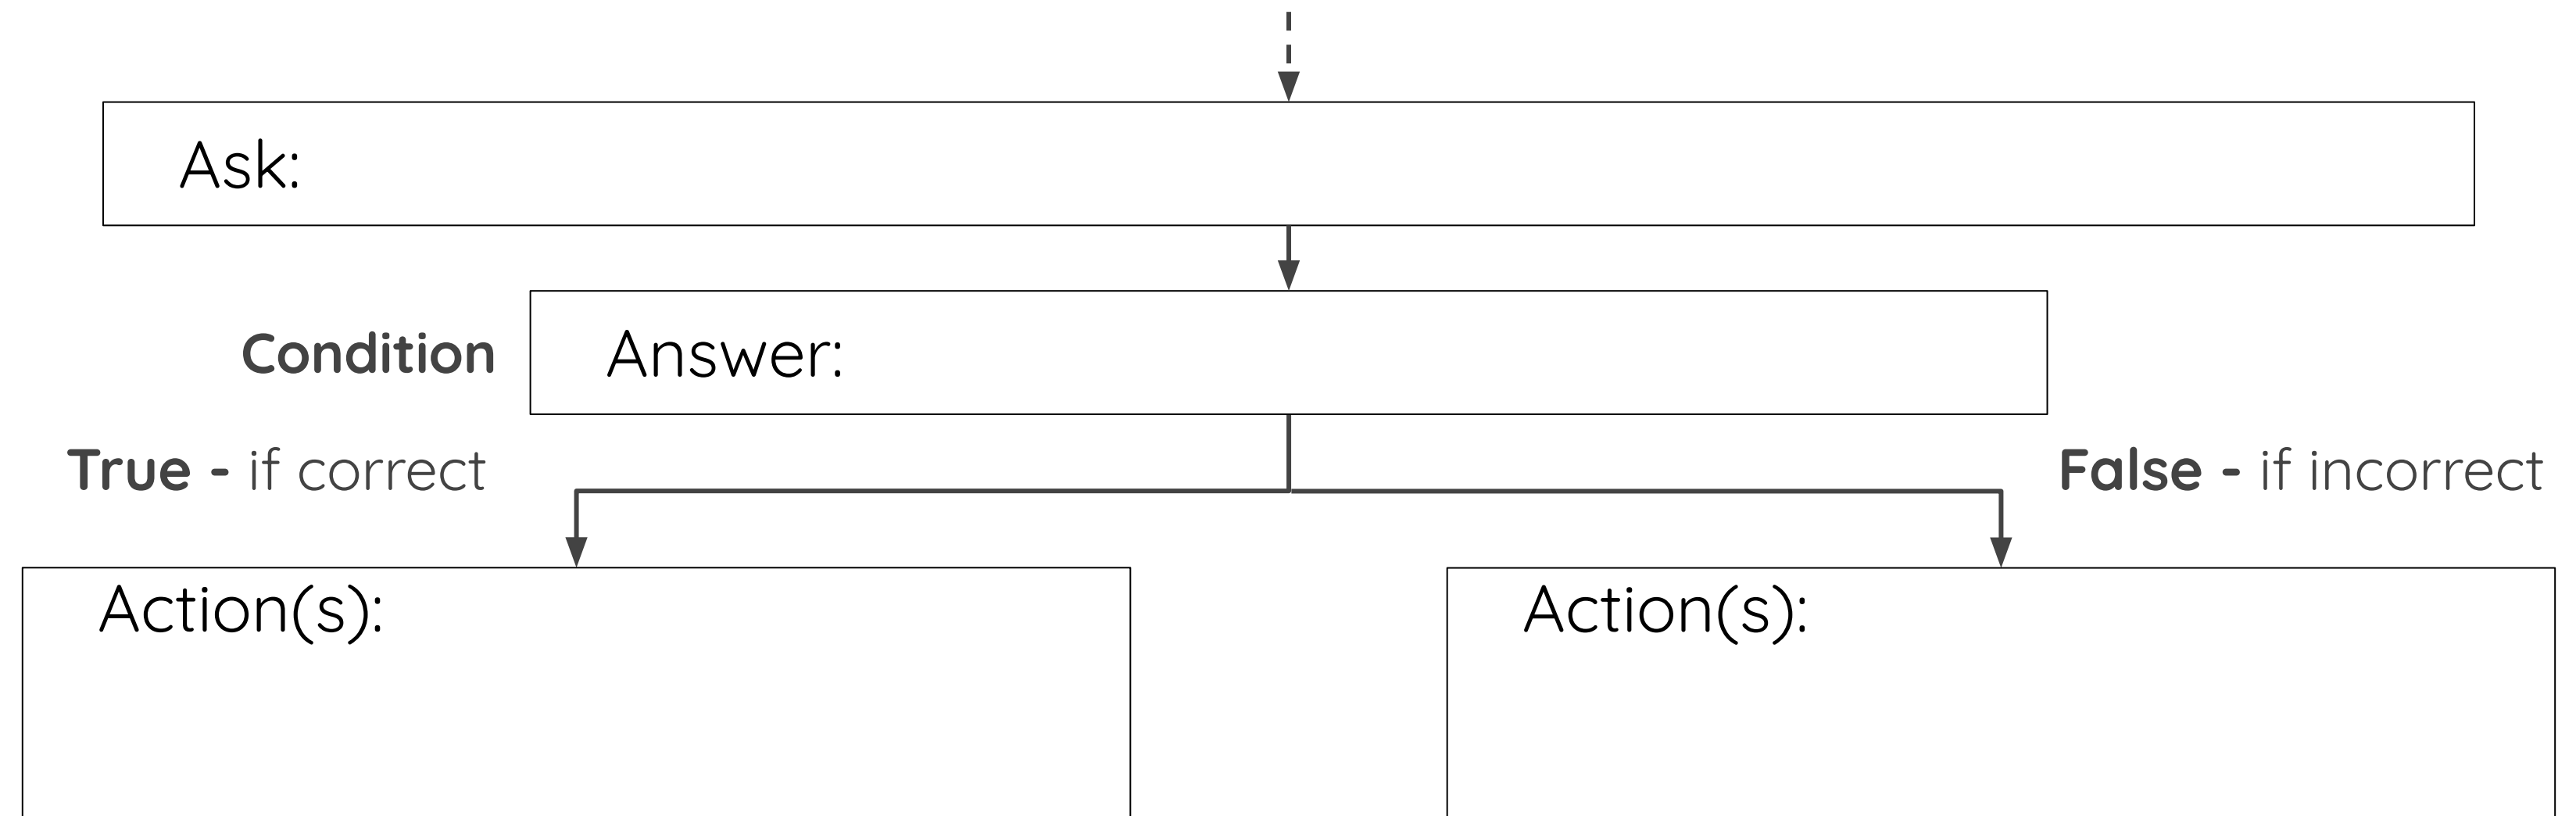 Ask:
Condition
Answer:
True - if correct
False - if incorrect
Action(s):
Action(s):